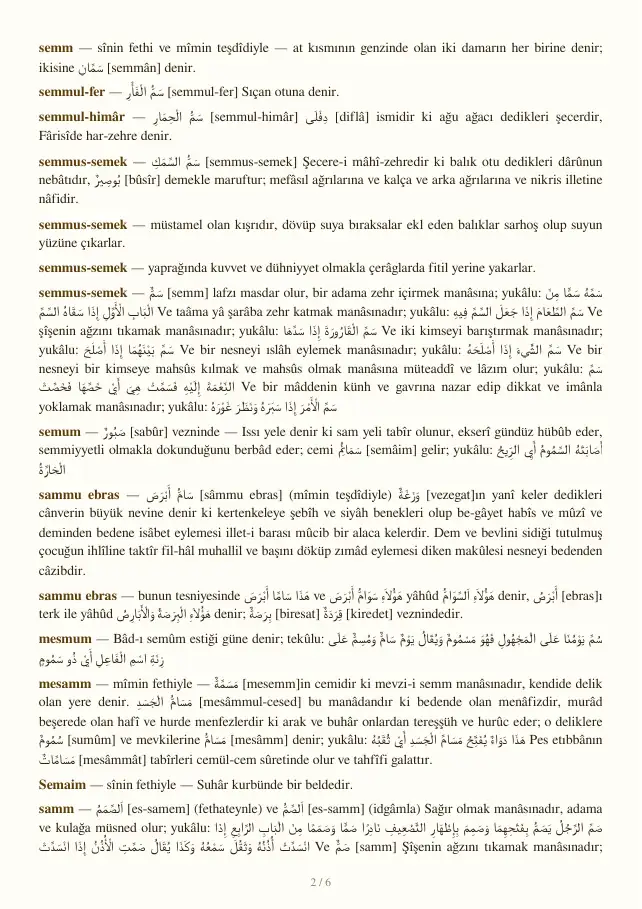 semm — sînin fethi ve mîmin teşdîdiyle — at kısmının genzinde olan iki damarın her birine denir;
ikisine سَمَّانِ [semmân] denir.
semmul-fer — سَمُّ الْفَأْرِ [semmul-fer] Sıçan otuna denir.
semmul-himâr — سَمُّ الْحِمَارِ [semmul-himâr] دِفْلَى [diflâ] ismidir ki ağu ağacı dedikleri şecerdir,
Fârisîde har-zehre denir.
semmus-semek — سَمُّ السَّمَكِ [semmus-semek] Şecere-i mâhî-zehredir ki balık otu dedikleri dârûnun
nebâtıdır, بُوصِيرٌ [bûsîr] demekle maruftur; mefâsıl ağrılarına ve kalça ve arka ağrılarına ve nikris illetine
nâfidir.
semmus-semek — müstamel olan kışrıdır, dövüp suya bıraksalar ekl eden balıklar sarhoş olup suyun
yüzüne çıkarlar.
semmus-semek — yaprağında kuvvet ve dühniyyet olmakla çerâglarda fitil yerine yakarlar.
semmus-semek — سَمٌّ [semm] lafzı masdar olur, bir adama zehr içirmek manâsına; yukâlu: سَمَّهُ سَمًّا مِنَ
الْبَابِ الْأَوَّلِ إِذَا سَقَاهُ السَّمَّ Ve taâma yâ şarâba zehr katmak manâsınadır; yukâlu: سَمَّ الطَّعَامَ إِذَا جَعَلَ السَّمَّ فِيهِ Ve
şîşenin ağzını tıkamak manâsınadır; yukâlu: سَمَّ الْقَارُورَةَ إِذَا سَدَّهَا Ve iki kimseyi barıştırmak manâsınadır;
yukâlu: سَمَّ بَيْنَهُمَا إِذَا أَصْلَحَ Ve bir nesneyi ıslâh eylemek manâsınadır; yukâlu: سَمَّ الشَّيْءَ إِذَا أَصْلَحَهُ Ve bir
nesneyi bir kimseye mahsûs kılmak ve mahsûs olmak manâsına müteaddî ve lâzım olur; yukâlu: سَمَّ
النِّعْمَةَ إِلَيْهِ فَسَمَّتْ هِيَ أَيْ خَصَّهَا فَخَصَّتْ Ve bir mâddenin künh ve gavrına nazar edip dikkat ve imânla
yoklamak manâsınadır; yukâlu: سَمَّ الْأَمْرَ إِذَا سَبَرَهُ وَنَظَرَ غَوْرَهُ
semum — صَبُورٌ [sabûr] vezninde — Issı yele denir ki sam yeli tabîr olunur, ekserî gündüz hübûb eder,
semmiyyetli olmakla dokunduğunu berbâd eder; cemi سَمَائِمُ [semâim] gelir; yukâlu: أَصَابَتْهُ السَّمُومُ أَيِ الرِّيحُ
الْحَارَّةُ
sammu ebras — سَامُّ أَبْرَصَ [sâmmu ebras] (mîmin teşdîdiyle) وَزَغَةٌ [vezegat]ın yanî keler dedikleri
cânverin büyük nevine denir ki kertenkeleye şebîh ve siyâh benekleri olup be-gâyet habîs ve mûzî ve
deminden bedene isâbet eylemesi illet-i barası mûcib bir alaca kelerdir. Dem ve bevlini sidiği tutulmuş
çocuğun ihlîline taktîr fil-hâl muhallil ve başını döküp zımâd eylemesi diken makûlesi nesneyi bedenden
câzibdir.
sammu ebras — bunun tesniyesinde هَذَا سَامَّا أَبْرَصَ ve هَؤُلَاءِ سَوَامُّ أَبْرَصَ yâhûd هَؤُلَاءِ السَّوَامُّ denir, أَبْرَصُ [ebras]ı
terk ile yâhûd هَؤُلَاءِ الْبِرَصَةُ وَالْأَبَارِصُ denir; بِرَصَةٌ [biresat] قِرَدَةٌ [kiredet] veznindedir.
mesmum — Bâd-ı semûm estiği güne denir; tekûlu: سُمَّ يَوْمُنَا عَلَى الْمَجْهُولِ فَهُوَ مَسْمُومٌ وَيُقَالُ يَوْمٌ سَامٌّ وَمُسِمٌّ عَلَى
زِنَةِ اسْمِ الْفَاعِلِ أَيْ ذُو سَمُومٍ
mesamm — mîmin fethiyle — مَسَمَّةٌ [mesemm]in cemidir ki mevzi-i semm manâsınadır, kendide delik
olan yere denir. مَسَامُّ الْجَسَدِ [mesâmmul-cesed] bu manâdandır ki bedende olan menâfizdir, murâd
beşerede olan hafî ve hurde menfezlerdir ki arak ve buhâr onlardan tereşşüh ve hurûc eder; o deliklere
سُمُومٌ [sumûm] ve mevkilerine مَسَامُّ [mesâmm] denir; yukâlu: هَذَا دَوَاءٌ يُفَتِّحُ مَسَامَّ الْجَسَدِ أَيْ ثُقَبَهُ Pes etıbbânın
مَسَامَّاتٌ [mesâmmât] tabîrleri cemül-cem sûretinde olur ve tahfîfi galattır.
Semaim — sînin fethiyle — Suhâr kurbünde bir beldedir.
samm — اَلصَّمَمُ [es-samem] (fethateynle) ve اَلصَّمُّ [es-samm] (idgâmla) Sağır olmak manâsınadır, adama
ve kulağa müsned olur; yukâlu: صَمَّ الرَّجُلُ يَصَمُّ بِفَتْحِهِمَا وَصَمِمَ بِإِظْهَارِ التَّضْعِيفِ نَادِرًا صَمًّا وَصَمَمًا مِنَ الْبَابِ الرَّابِعِ إِذَا
انْسَدَّتْ أُذُنُهُ وَثَقُلَ سَمْعُهُ وَكَذَا يُقَالُ صَمَّتِ الْأُذُنُ إِذَا انْسَدَّتْ Ve صَمٌّ [samm] Şîşenin ağzını tıkamak manâsınadır;
2 / 6